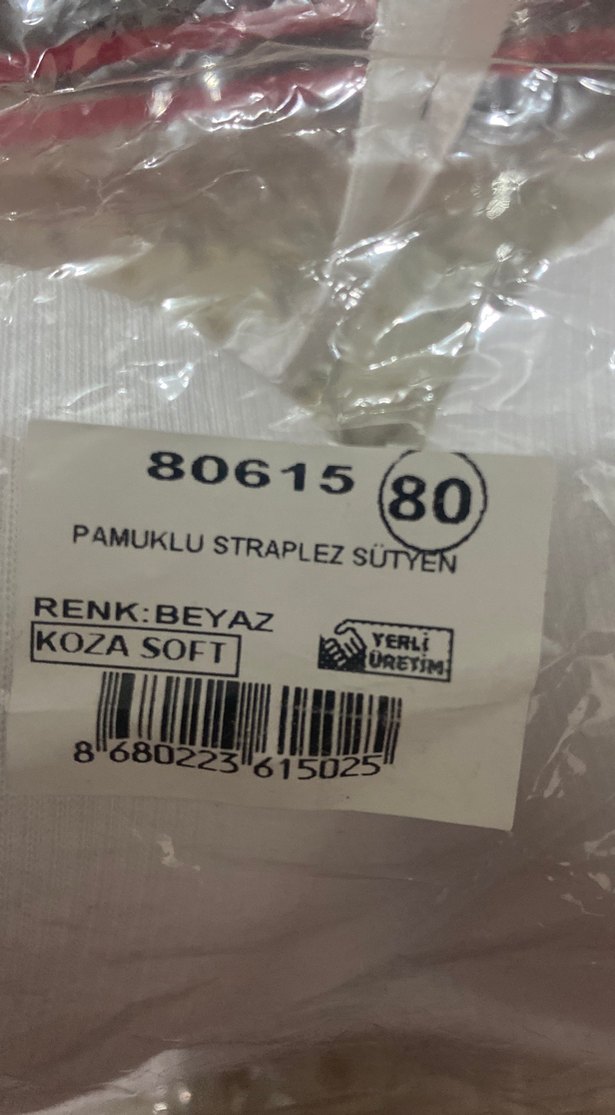 80615 80
PAMUKLU STRAPLEZ SÜTYEN
RENK:BEYAZ
KOZA SOFT
YERLİ
ÜRETİM
8 680223 615025